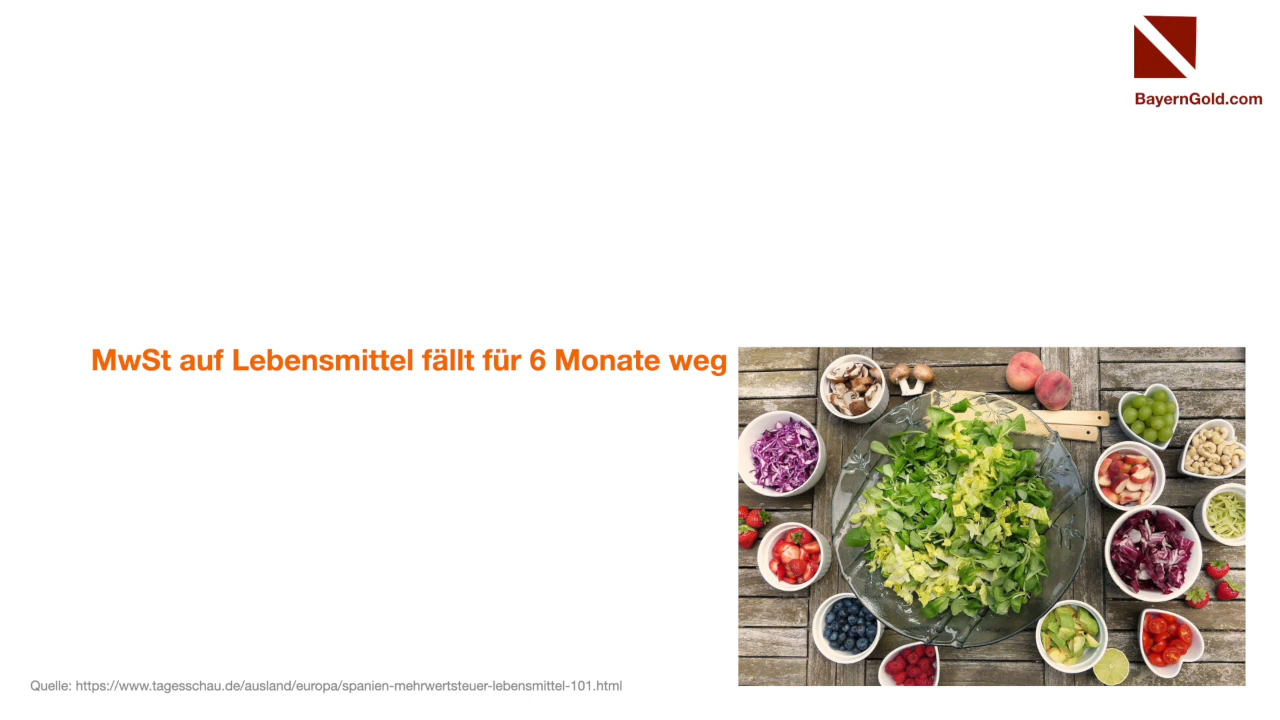 BayernGold.com
MwSt auf Lebensmittel fällt für 6 Monate weg
Quelle: https://www.tagesschau.de/ausland/europa/spanien-mehrwertsteuer-lebensmittel-101.html